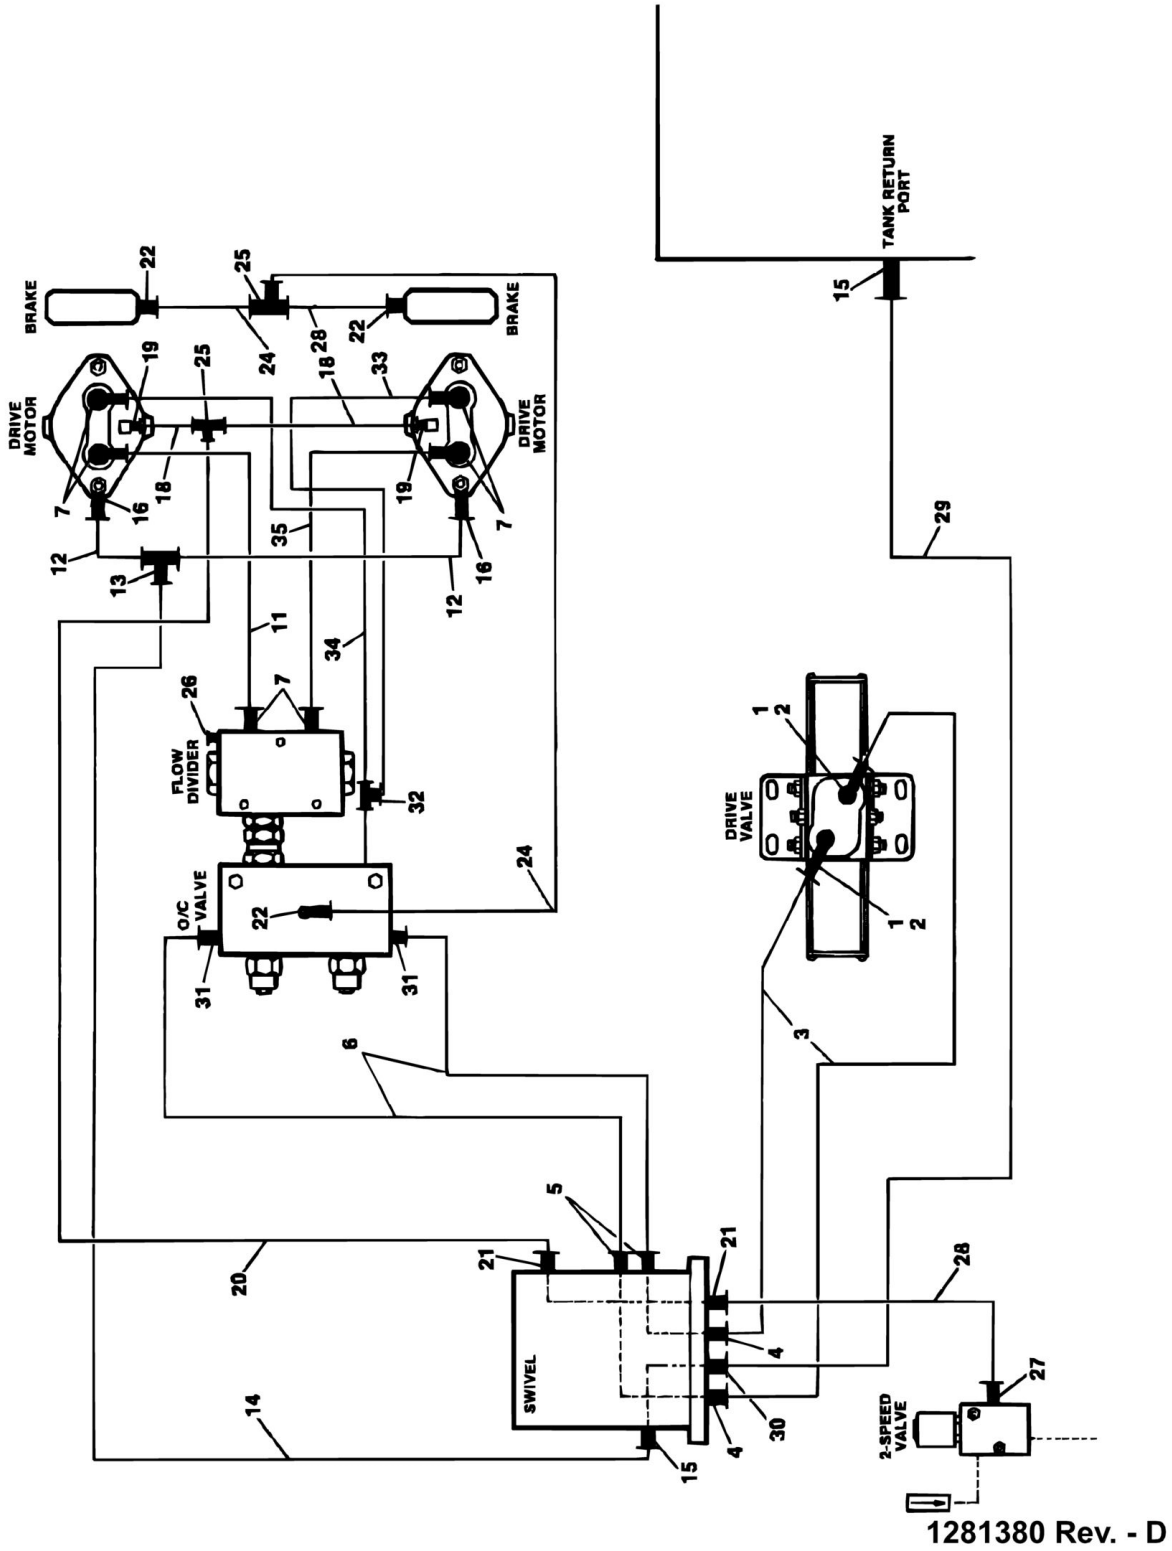 BRAKE
22
24
25
28
22
BRAKE
DRIVE
MOTOR
19
25
18
33
7
16
18
19
7
DRIVE
MOTOR
12
13
35
12
16
11
34
26
7
FLOW
DIVIDER
32
O/C
VALVE
22
24
31
31
6
20
14
21
5
SWIVEL
21
4
30
4
15
28
27
2-SPEED
VALVE
3
DRIVE
VALVE
1
2
1
2
29
15
TANK RETURN
PORT
1281380 Rev. - D